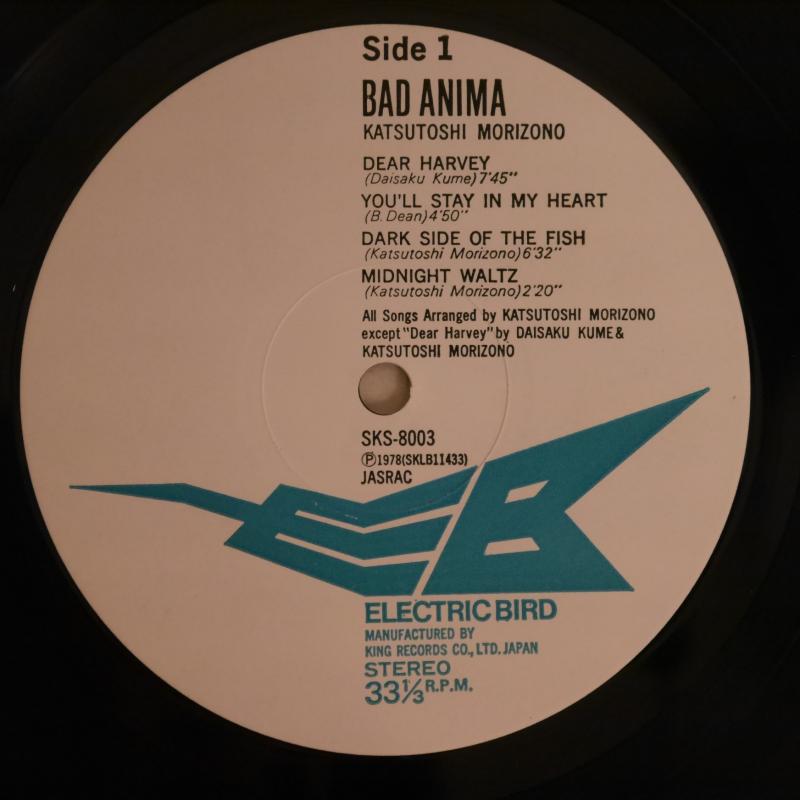 Side 1
BAD ANIMA
KATSUTOSHI MORIZONO
DEAR HARVEY
(Daisaku Kume) 7'45"
YOU'LL STAY IN MY HEART
(B. Dean) 4'50"
DARK SIDE OF THE FISH
(Katsutoshi Morizono) 6'32"
MIDNIGHT WALTZ
(Katsutoshi Morizono) 2'20"
All Songs Arranged by KATSUTOSHI MORIZONO
except "Dear Harvey" by DAISAKU KUME &
KATSUTOSHI MORIZONO
SKS-8003
Ⓟ1978(SKLB11433)
JASRAC
EB
ELECTRIC BIRD
MANUFACTURED BY
KING RECORDS CO., LTD. JAPAN
STEREO
33 1/3 R.P.M.